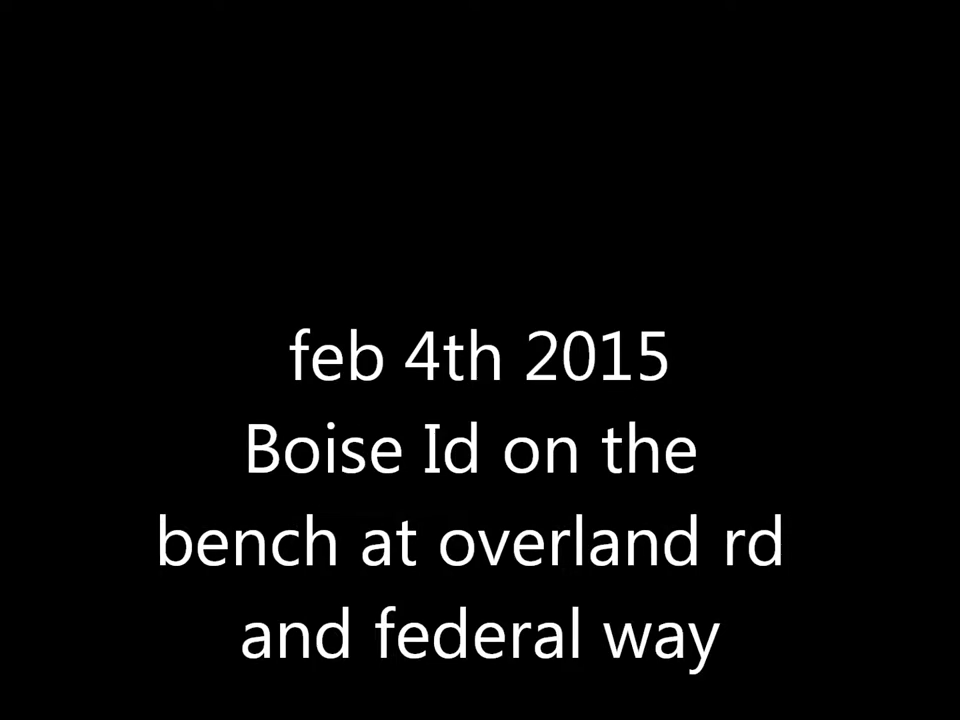 feb 4th 2015
Boise Id on the
bench at overland rd
and federal way